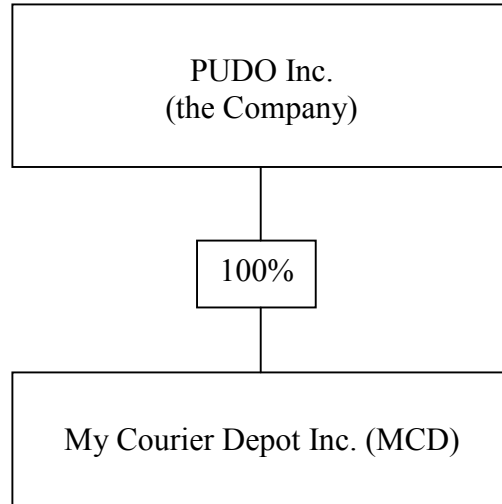 PUDO Inc.
(the Company)
100%
My Courier Depot Inc. (MCD)